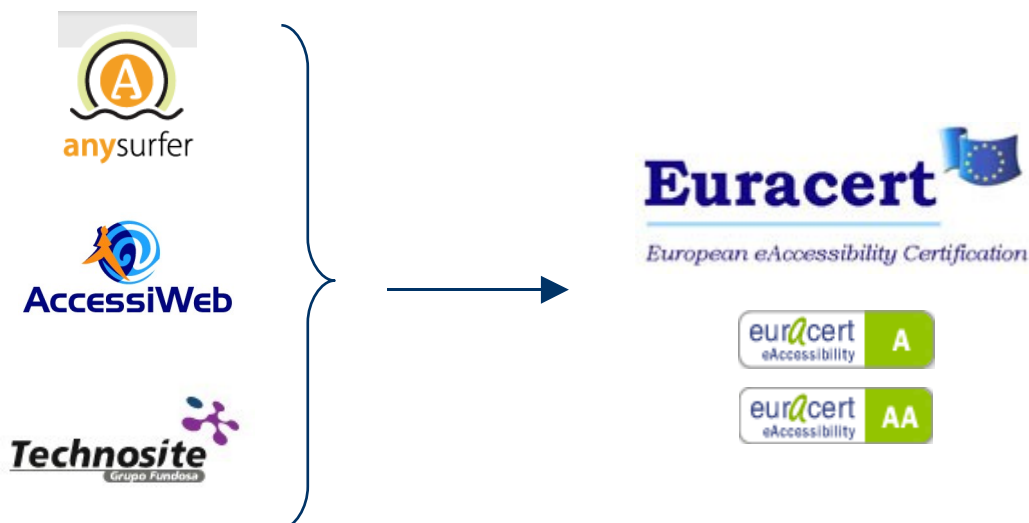 A
anysurfer
AccessiWeb
Technosite
Grupo Fundosa
Euracert
European eAccessibility Certification
euracert
eAccessibility
A
euracert
eAccessibility
AA